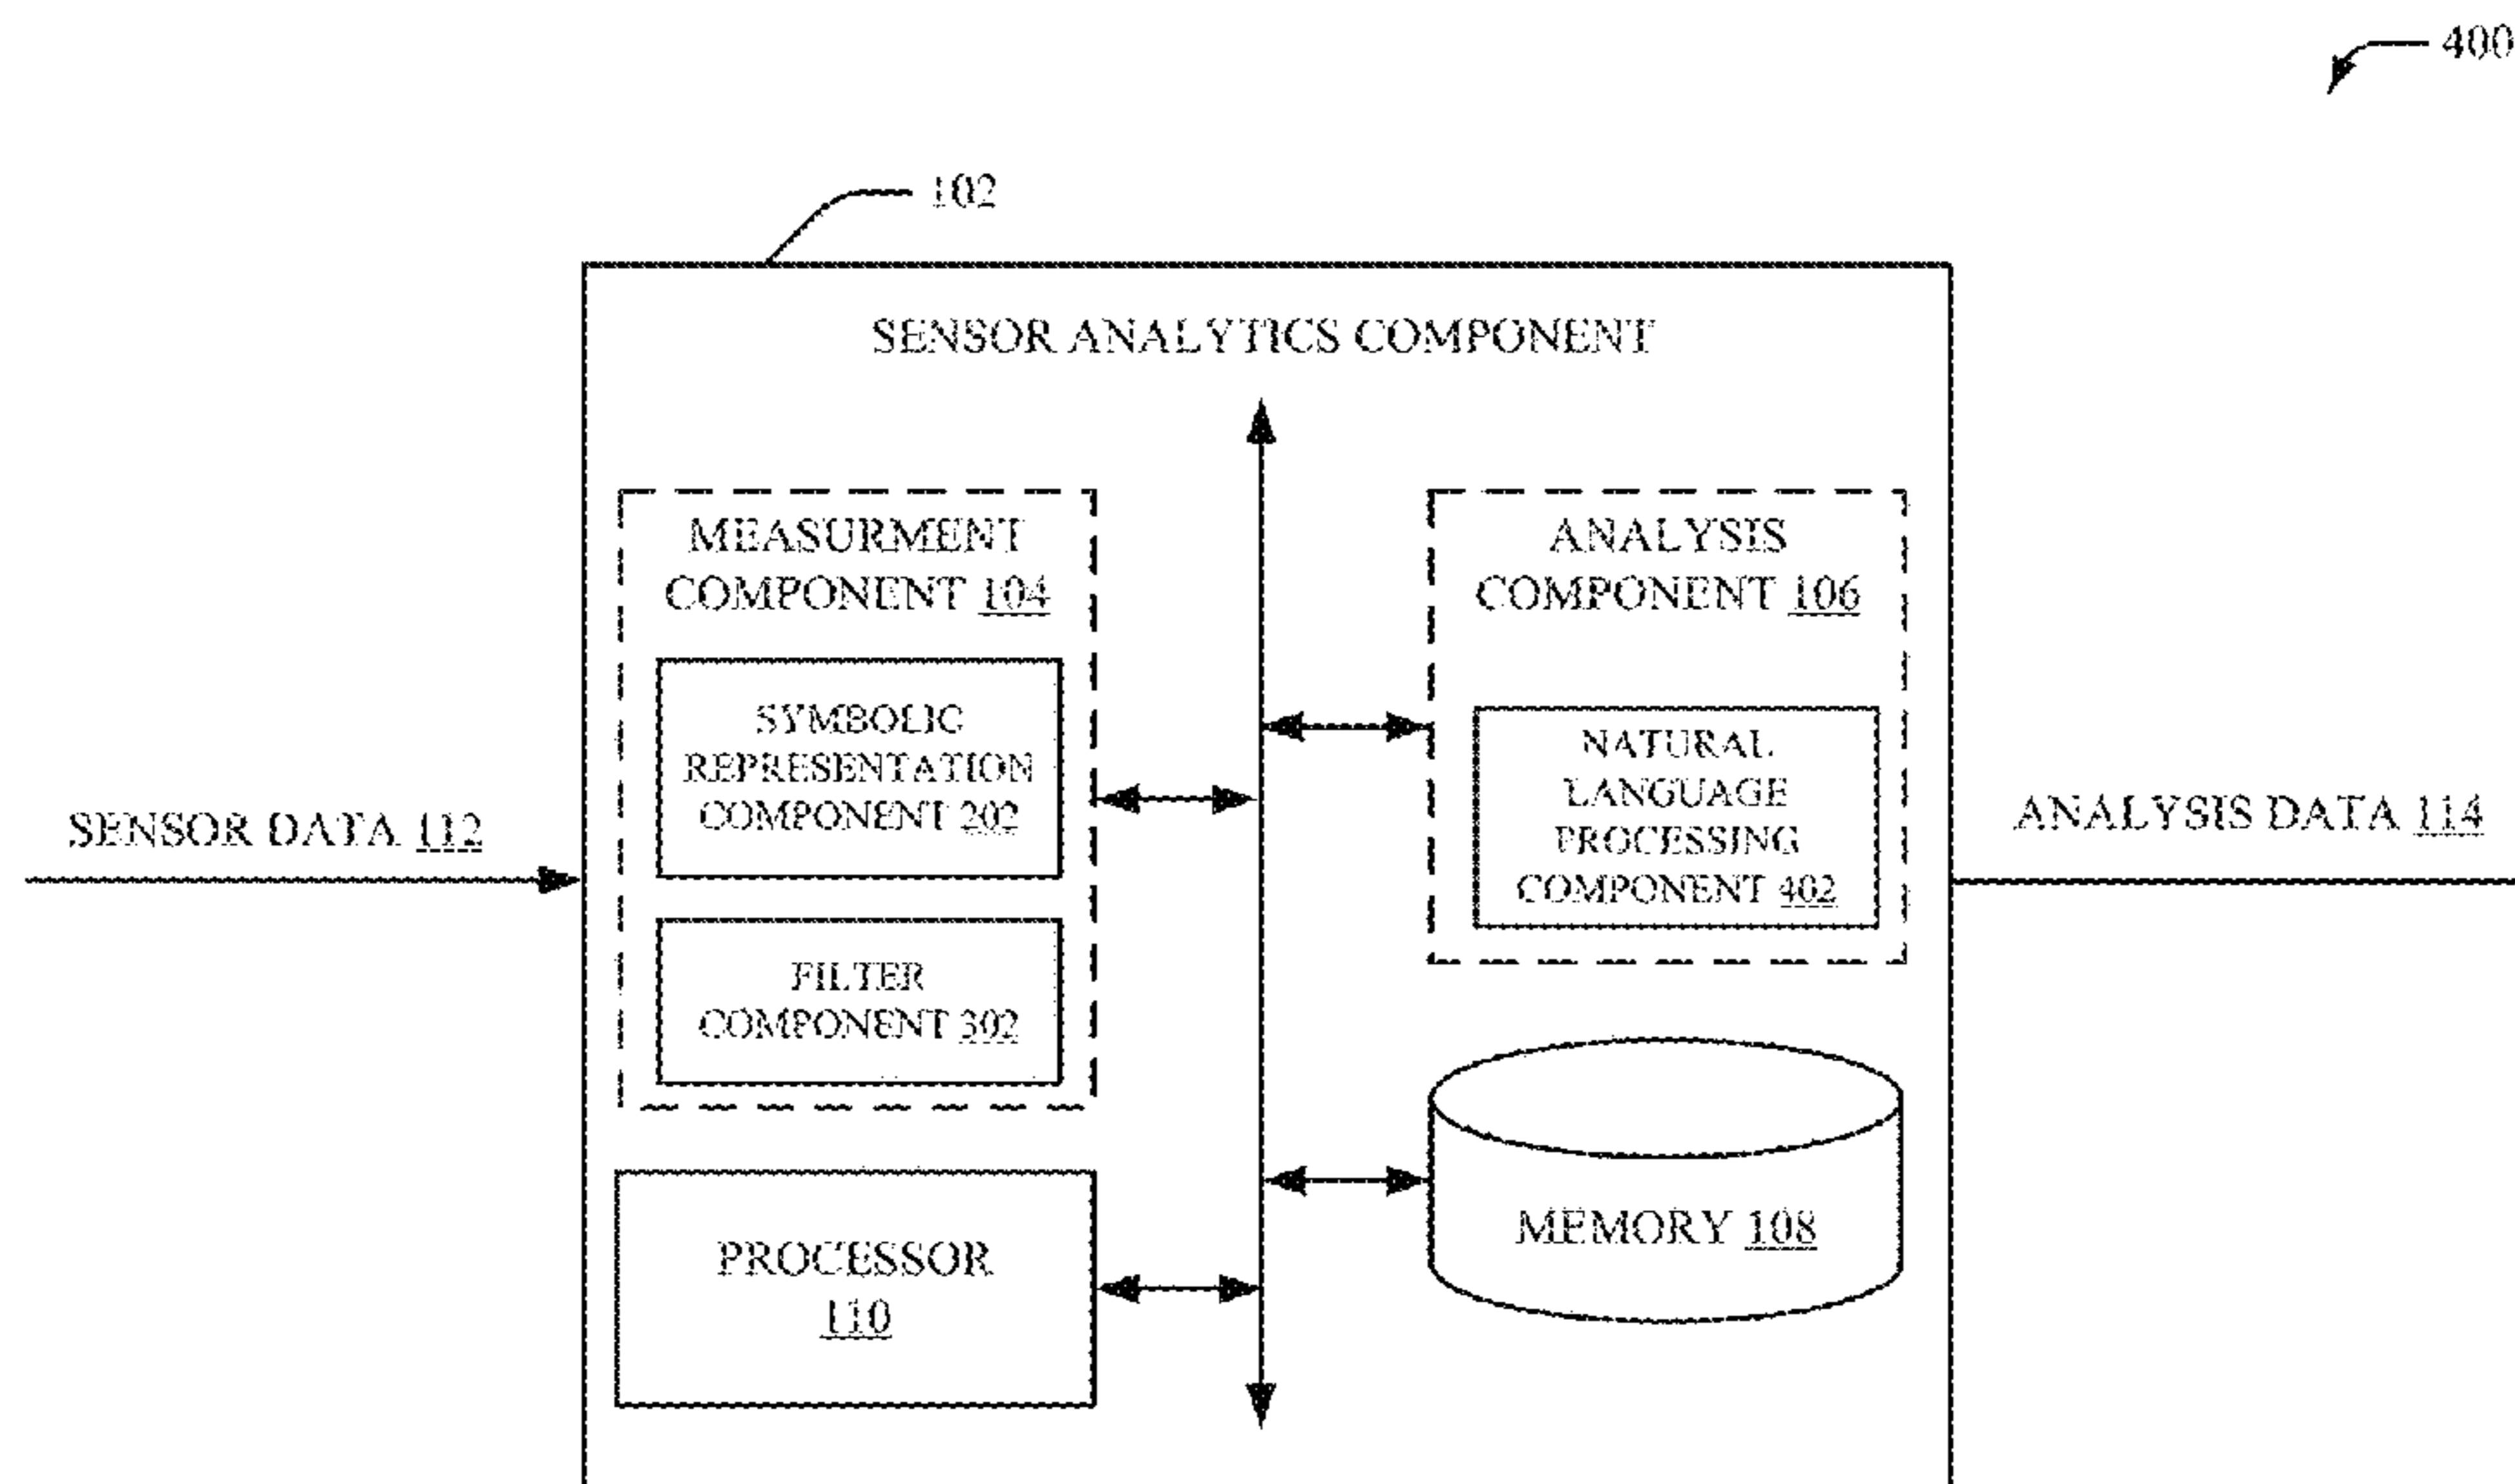 400
102
SENSOR ANALYTICS COMPONENT
MEASURMENT
COMPONENT 104
SYMBOLIC
REPRESENTATION
COMPONENT 202
FILTER
COMPONENT 302
PROCESSOR
110
ANALYSIS
COMPONENT 106
NATURAL
LANGUAGE
PROCESSING
COMPONENT 402
MEMORY 108
SENSOR DATA 112
ANALYSIS DATA 114